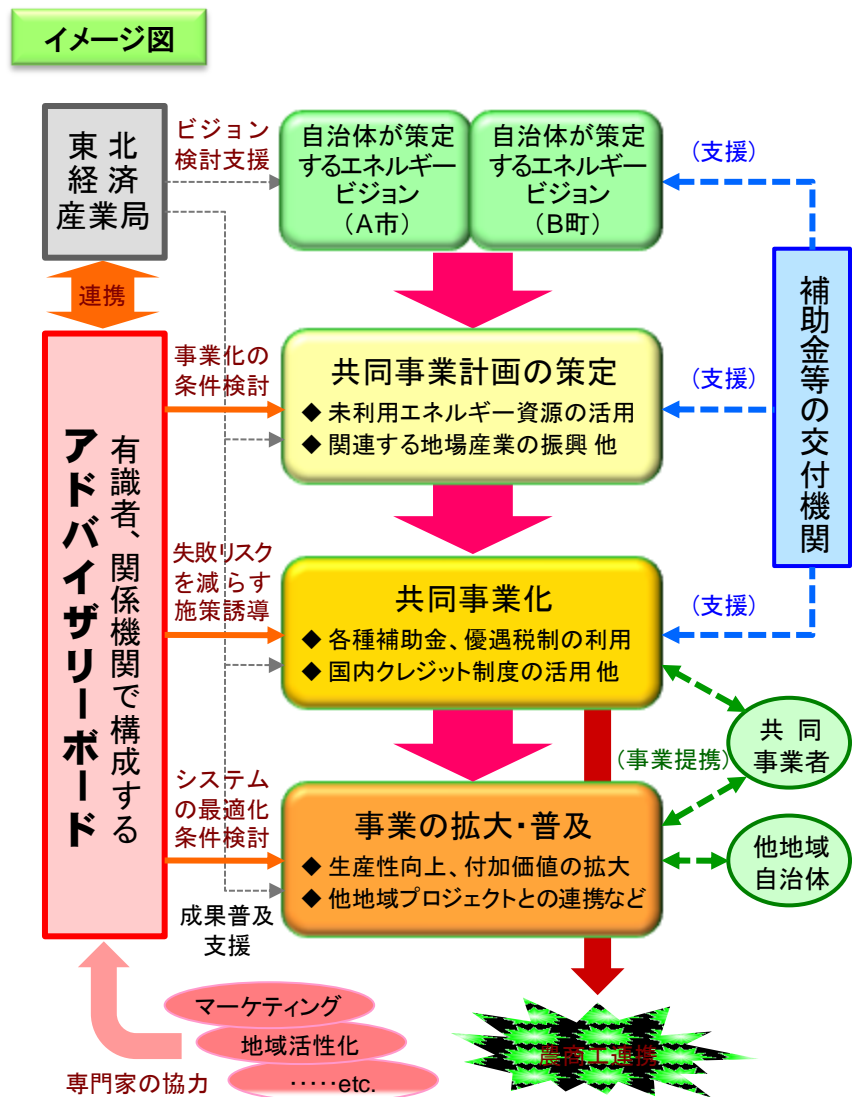 イメージ図
東北
経済
産業局
ビジョン
検討支援
自治体が策定
するエネルギー
ビジョン
（A市）
自治体が策定
するエネルギー
ビジョン
（B町）
（支援）
連携
補助金等の交付機関
事業化の
条件検討
共同事業計画の策定
◆ 未利用エネルギー資源の活用
◆ 関連する地場産業の振興 他
（支援）
有識者、関係機関で構成する
アドバイザリーボード
失敗リスク
を減らす
施策誘導
共同事業化
◆ 各種補助金、優遇税制の利用
◆ 国内クレジット制度の活用 他
（支援）
共同
事業者
（事業提携）
システム
の最適化
条件検討
事業の拡大・普及
◆ 生産性向上、付加価値の拡大
◆ 他地域プロジェクトとの連携など
他地域
自治体
成果普及
支援
マーケティング
地域活性化
……etc.
専門家の協力
農商工連携